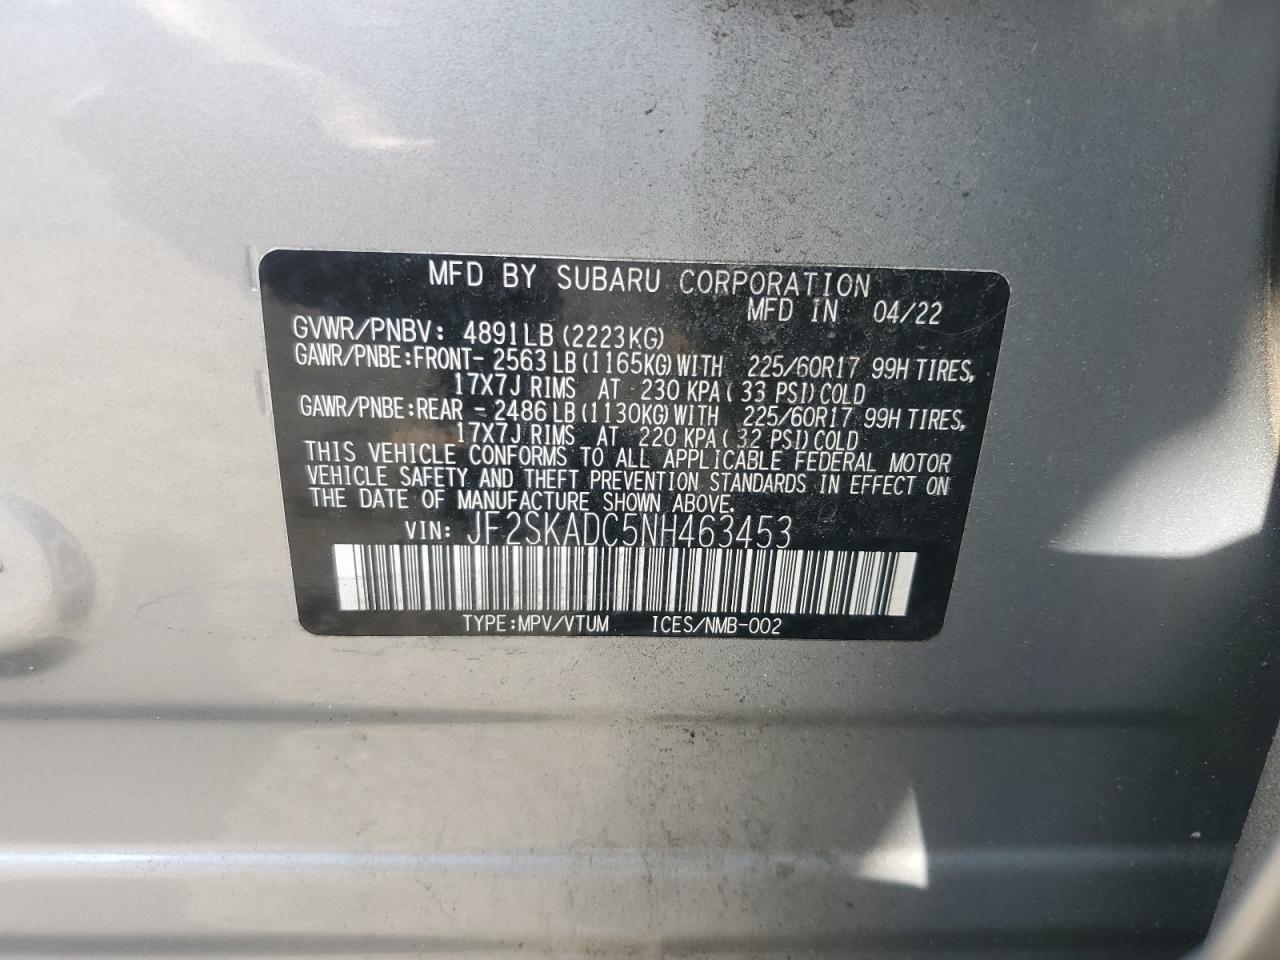 MFD BY SUBARU CORPORATION
MFD IN 04/22
GVWR/PNBV: 4891LB (2223KG)
GAWR/PNBE:FRONT- 2563LB (1165KG)WITH 225/60R17 99H TIRES,
17X7J RIMS AT 230 KPA( 33 PSI)COLD
GAWR/PNBE:REAR - 2486LB (1130KG)WITH 225/60R17 99H TIRES,
17X7J RIMS AT 220 KPA( 32 PSI)COLD
THIS VEHICLE CONFORMS TO ALL APPLICABLE FEDERAL MOTOR
VEHICLE SAFETY AND THEFT PREVENTION STANDARDS IN EFFECT ON
THE DATE OF MANUFACTURE SHOWN ABOVE.
VIN: JF2SKADC5NH463453
TYPE:MPV/VTUM ICES/NMB-002